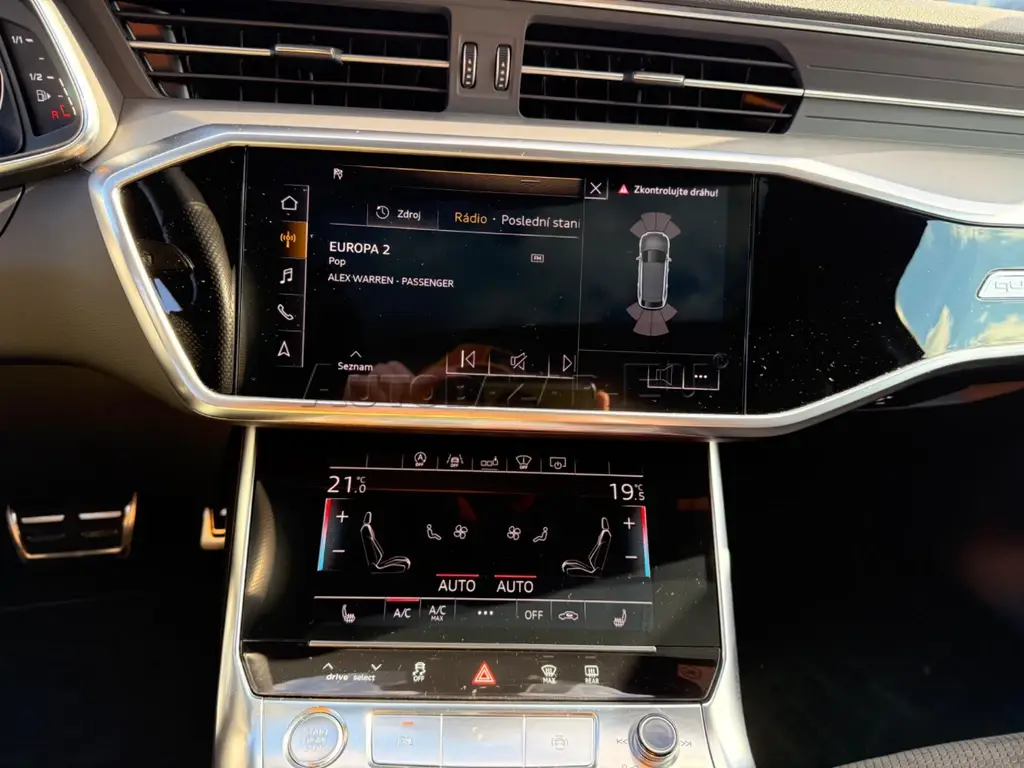 1/1
1/2
R
Zdroj
Rádio · Poslední stani
Zkontrolujte dráhu!
EUROPA 2
FM
Pop
ALEX WARREN - PASSENGER
Seznam
21.0 °C
19.5 °C
+
+
−
−
AUTO AUTO
A/C
A/C MAX
OFF
drive select
OFF
MAX
REAR